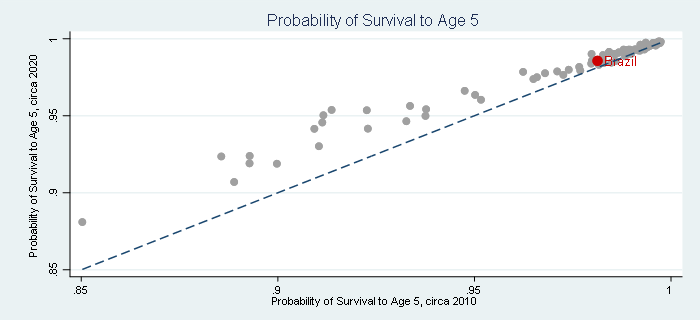 Probability of Survival to Age 5
Probability of Survival to Age 5, circa 2020
1
.95
.9
.85
Brazil
.85
.9
.95
1
Probability of Survival to Age 5, circa 2010